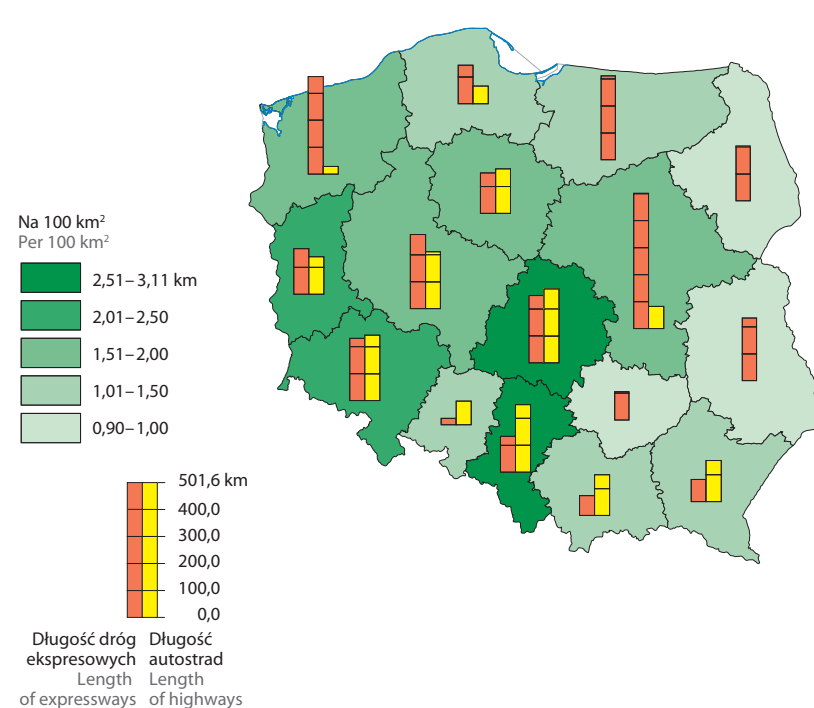 Na 100 km²
Per 100 km²
2,51–3,11 km
2,01–2,50
1,51–2,00
1,01–1,50
0,90–1,00
501,6 km
400,0
300,0
200,0
100,0
0,0
Długość dróg
ekspresowych
Length
of expressways
Długość
autostrad
Length
of highways